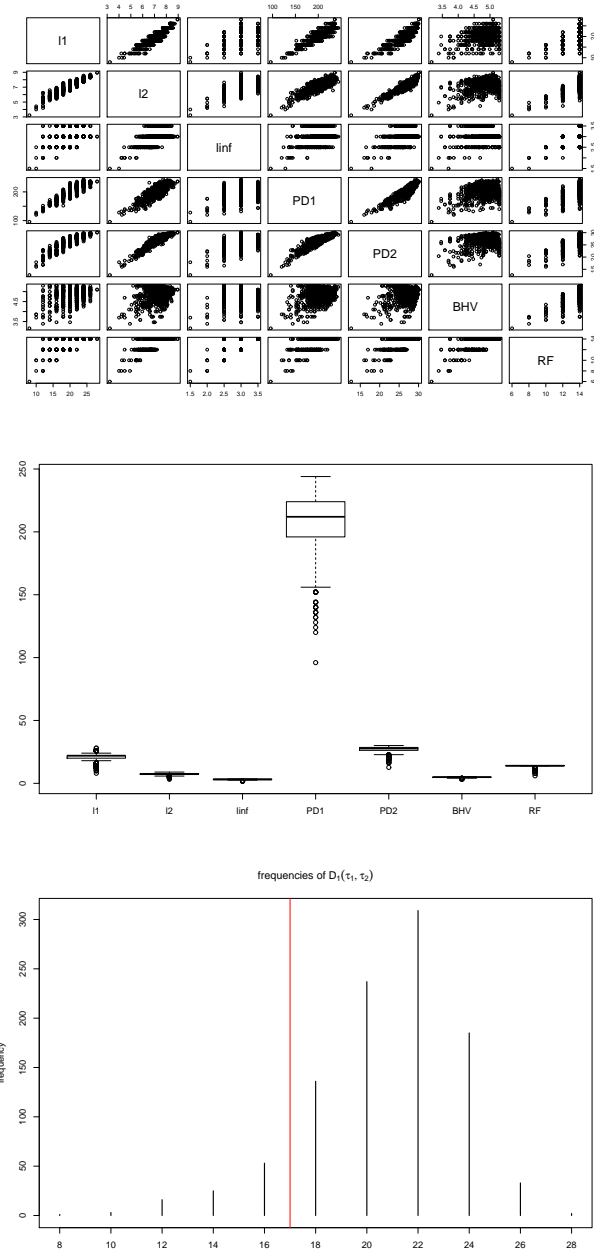 3 4 5 6 7 8 9 100 150 200 3.5 4.0 4.5 5.0
l1
l2
linf
PD1
PD2
BHV
RF
10 15 20 25 1.5 2.0 2.5 3.0 3.5 15 20 25 30 6 8 10 12 14
250
200
150
100
50
0
l1 l2 linf PD1 PD2 BHV RF
frequencies of D₁(τ₁, τ₂)
frequency
300
250
200
150
100
50
0
8 10 12 14 16 18 20 22 24 26 28